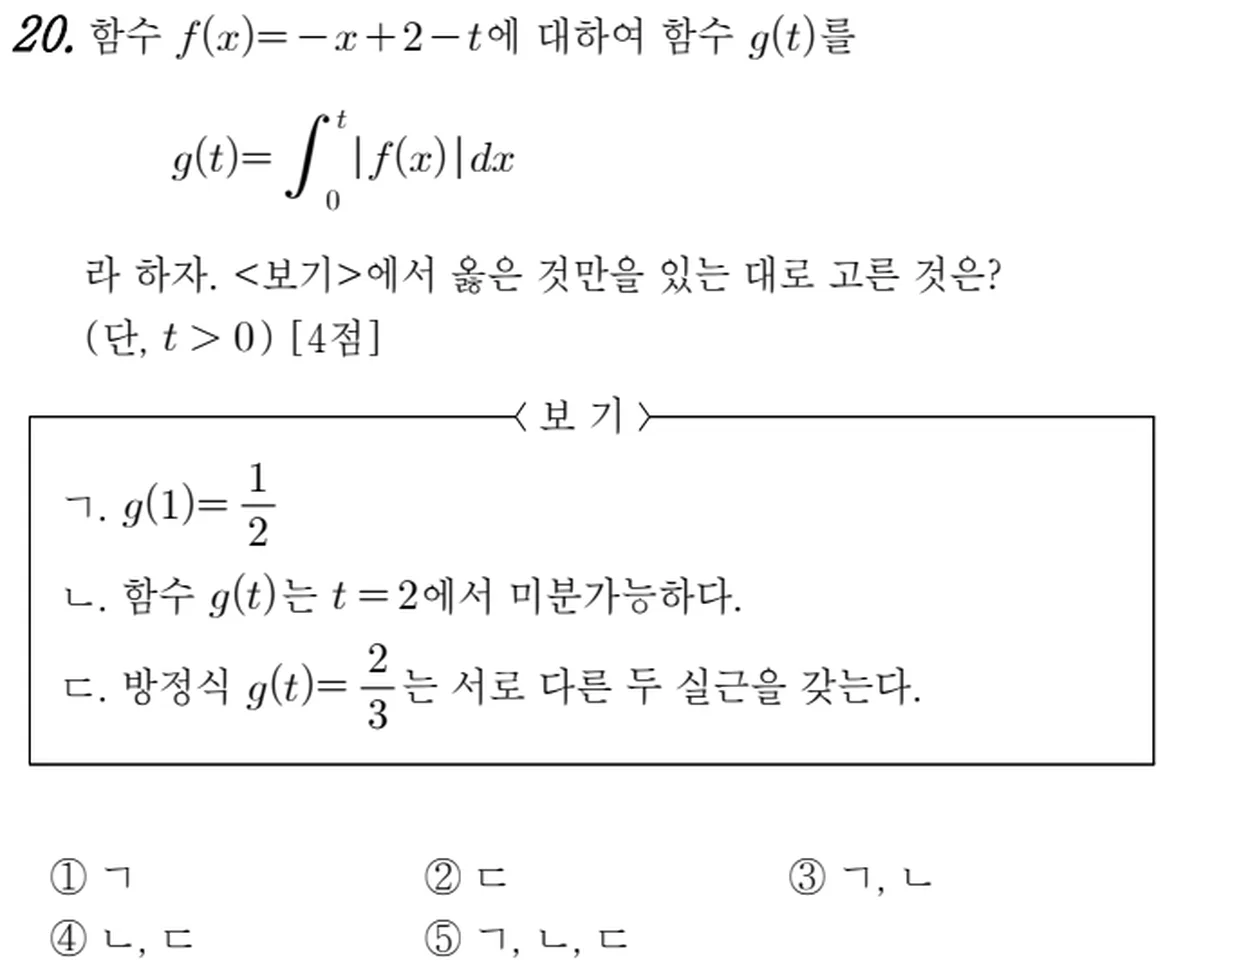 20. 함수 f(x)=-x+2-t에 대하여 함수 g(t)를
g(t)=∫₀ᵗ|f(x)|dx
라 하자. <보기>에서 옳은 것만을 있는 대로 고른 것은?
(단, t > 0) [4점]
〈 보 기 〉
ㄱ. g(1)=1/2
ㄴ. 함수 g(t)는 t=2에서 미분가능하다.
ㄷ. 방정식 g(t)=2/3는 서로 다른 두 실근을 갖는다.
① ㄱ ② ㄷ ③ ㄱ, ㄴ
④ ㄴ, ㄷ ⑤ ㄱ, ㄴ, ㄷ